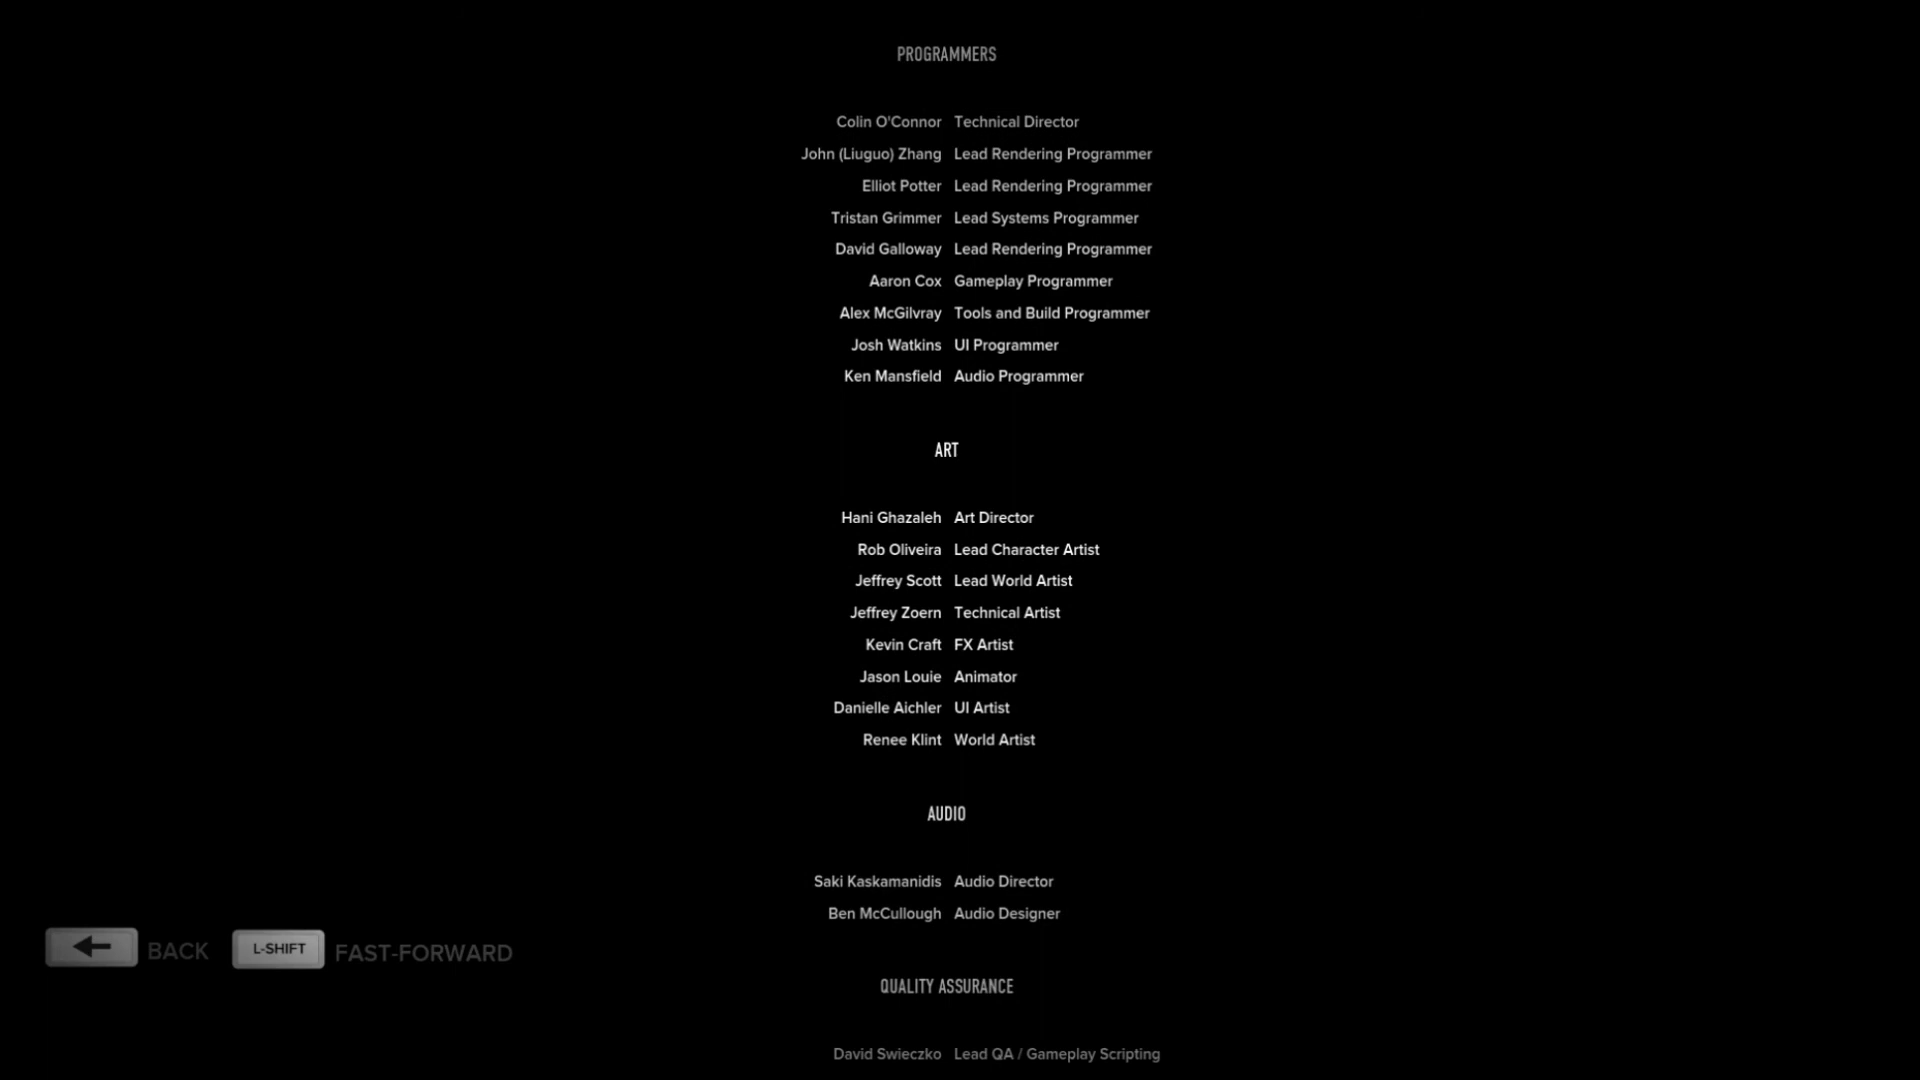 PROGRAMMERS
Colin O'Connor Technical Director
John (Liuguo) Zhang Lead Rendering Programmer
Elliot Potter Lead Rendering Programmer
Tristan Grimmer Lead Systems Programmer
David Galloway Lead Rendering Programmer
Aaron Cox Gameplay Programmer
Alex McGilvray Tools and Build Programmer
Josh Watkins UI Programmer
Ken Mansfield Audio Programmer
ART
Hani Ghazaleh Art Director
Rob Oliveira Lead Character Artist
Jeffrey Scott Lead World Artist
Jeffrey Zoern Technical Artist
Kevin Craft FX Artist
Jason Louie Animator
Danielle Aichler UI Artist
Renee Klint World Artist
AUDIO
Saki Kaskamanidis Audio Director
Ben McCullough Audio Designer
BACK L-SHIFT FAST-FORWARD
QUALITY ASSURANCE
David Swieczko Lead QA / Gameplay Scripting